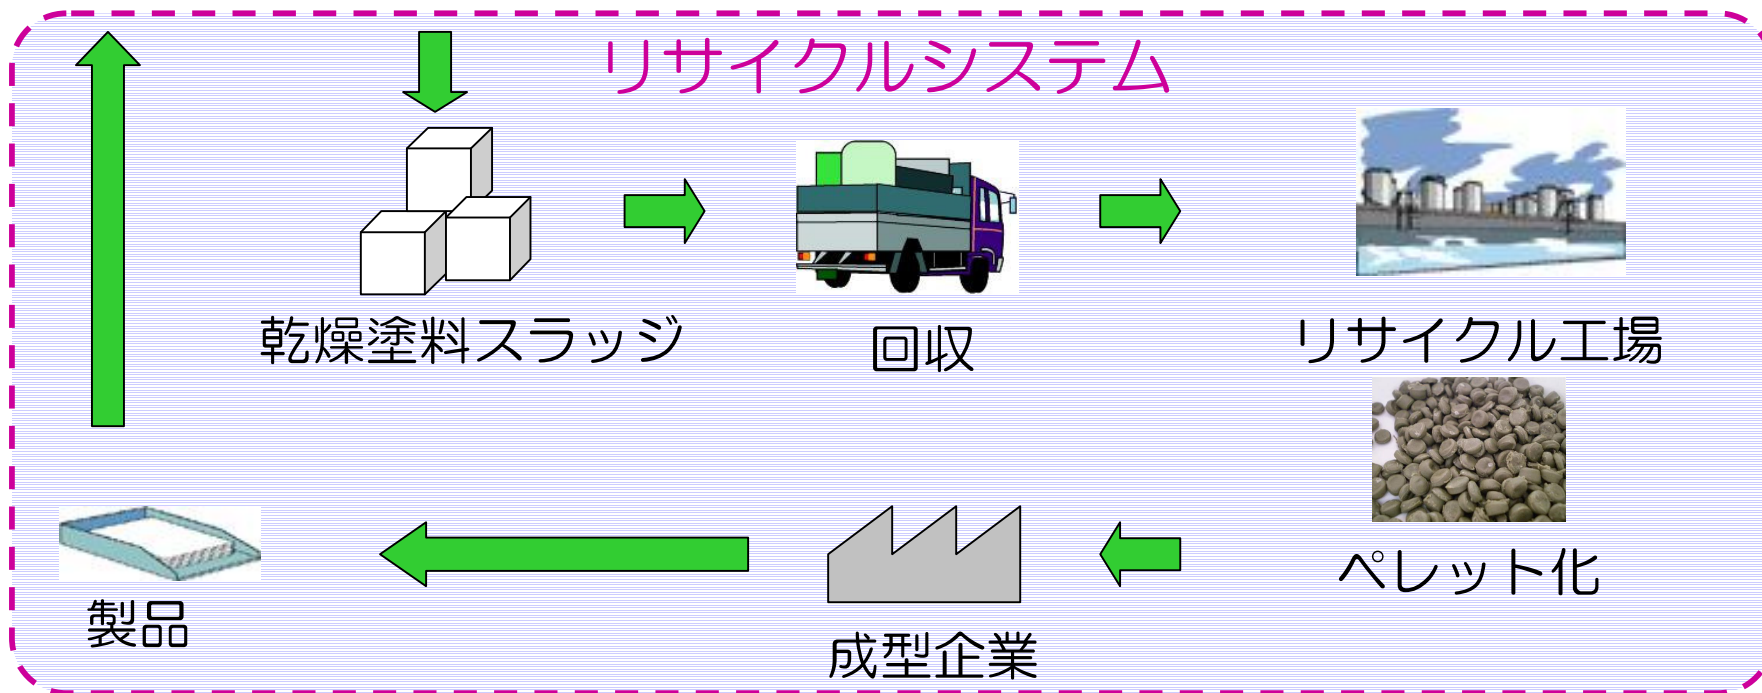 リサイクルシステム
乾燥塗料スラッジ
回収
リサイクル工場
ペレット化
成型企業
製品